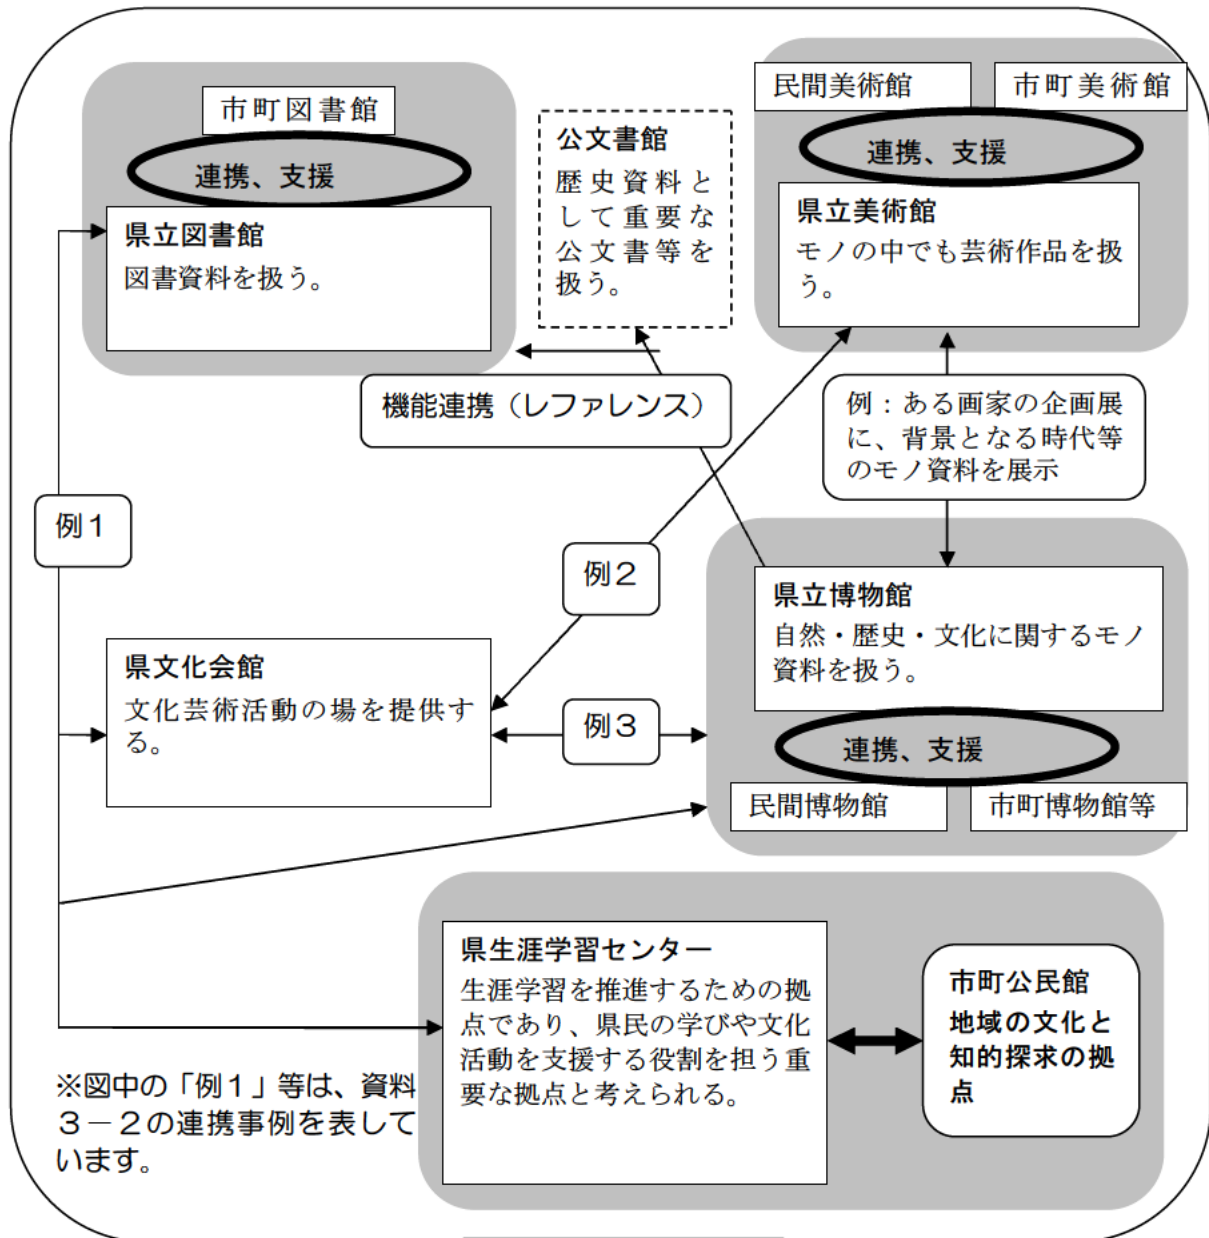 市町図書館
連携、支援
県立図書館
図書資料を扱う。
公文書館
歴史資料と
して重要な
公文書等を
扱う。
民間美術館
市町美術館
連携、支援
県立美術館
モノの中でも芸術作品を扱
う。
機能連携（レファレンス）
例：ある画家の企画展
に、背景となる時代等
のモノ資料を展示
例１
例２
県立博物館
自然・歴史・文化に関するモノ
資料を扱う。
連携、支援
民間博物館
市町博物館等
県文化会館
文化芸術活動の場を提供す
る。
例３
県生涯学習センター
生涯学習を推進するための拠
点であり、県民の学びや文化
活動を支援する役割を担う重
要な拠点と考えられる。
市町公民館
地域の文化と
知的探求の拠
点
※図中の「例１」等は、資料
３－２の連携事例を表して
います。